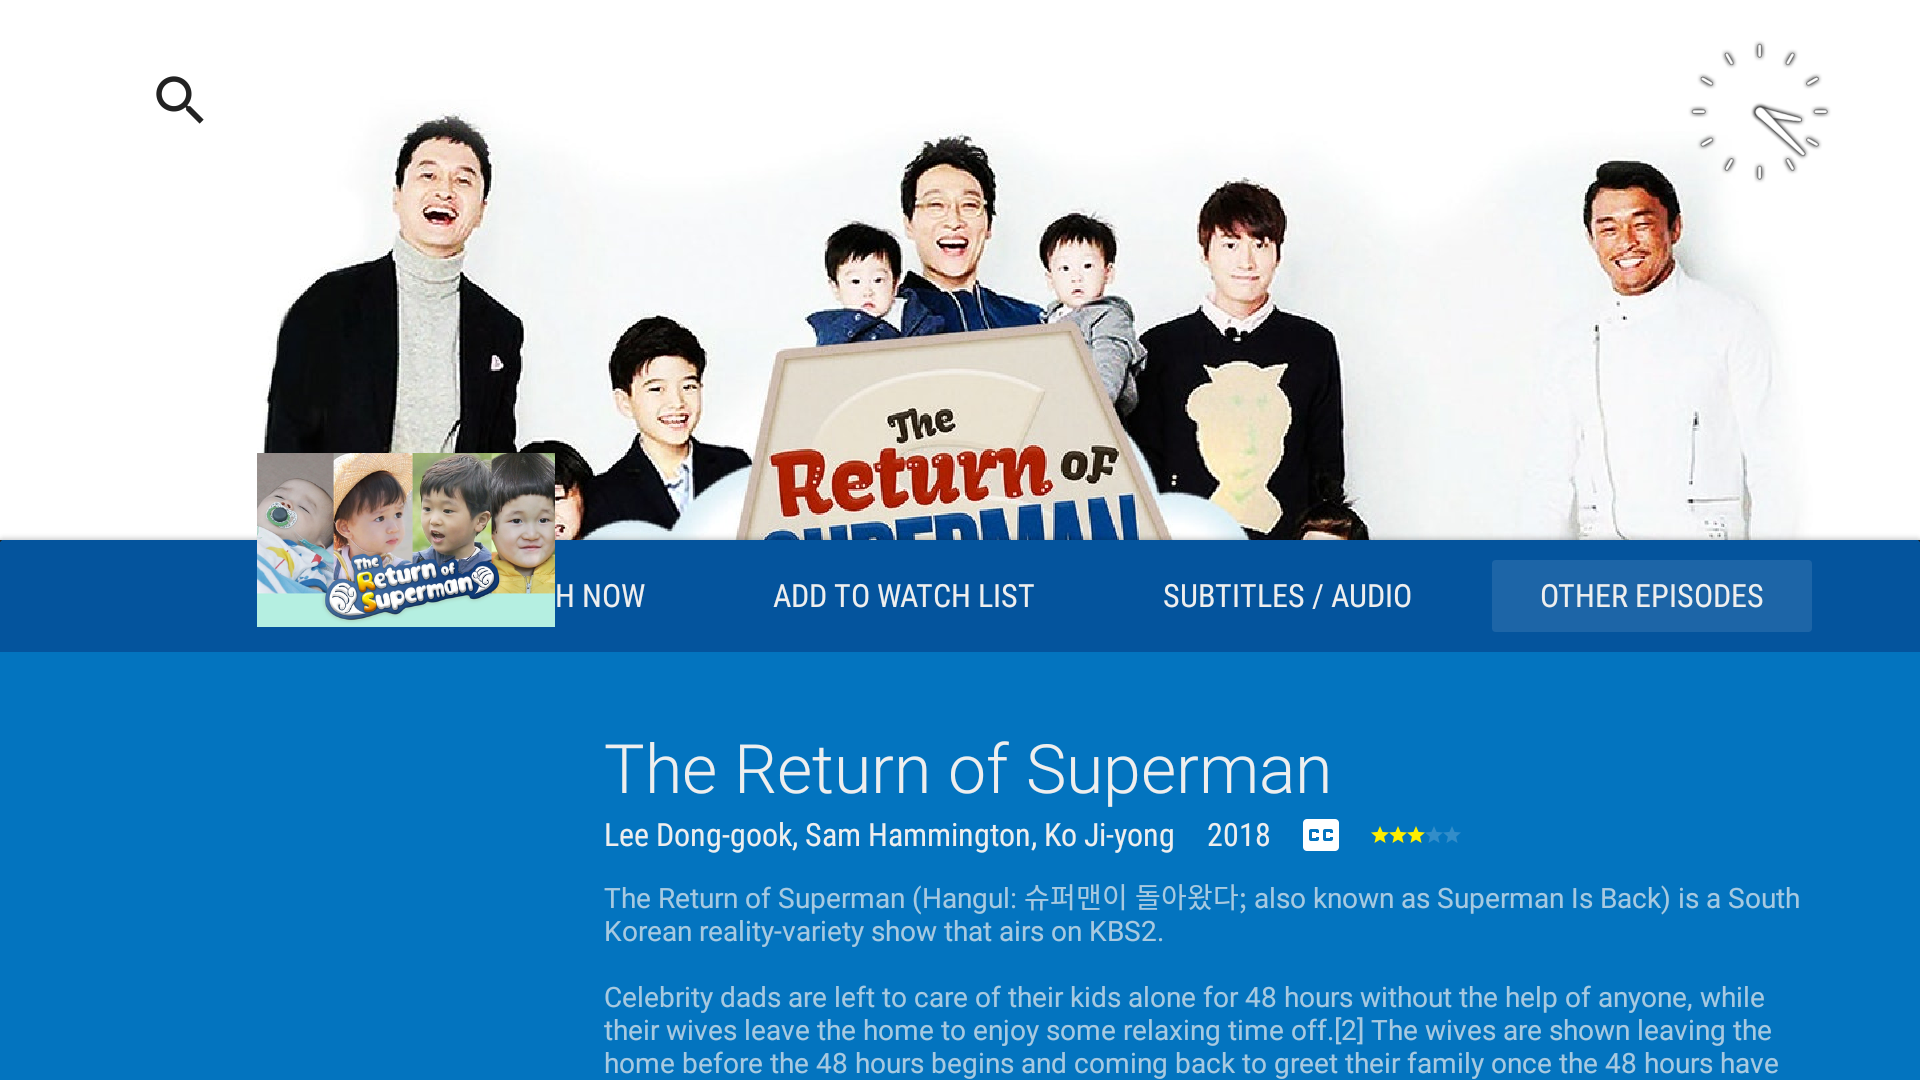 The
Return of
SUPERMAN
The
Return of
Superman
H NOW
ADD TO WATCH LIST
SUBTITLES / AUDIO
OTHER EPISODES
The Return of Superman
Lee Dong-gook, Sam Hammington, Ko Ji-yong 2018 CC
The Return of Superman (Hangul: 슈퍼맨이 돌아왔다; also known as Superman Is Back) is a South
Korean reality-variety show that airs on KBS2.
Celebrity dads are left to care of their kids alone for 48 hours without the help of anyone, while
their wives leave the home to enjoy some relaxing time off.[2] The wives are shown leaving the
home before the 48 hours begins and coming back to greet their family once the 48 hours have